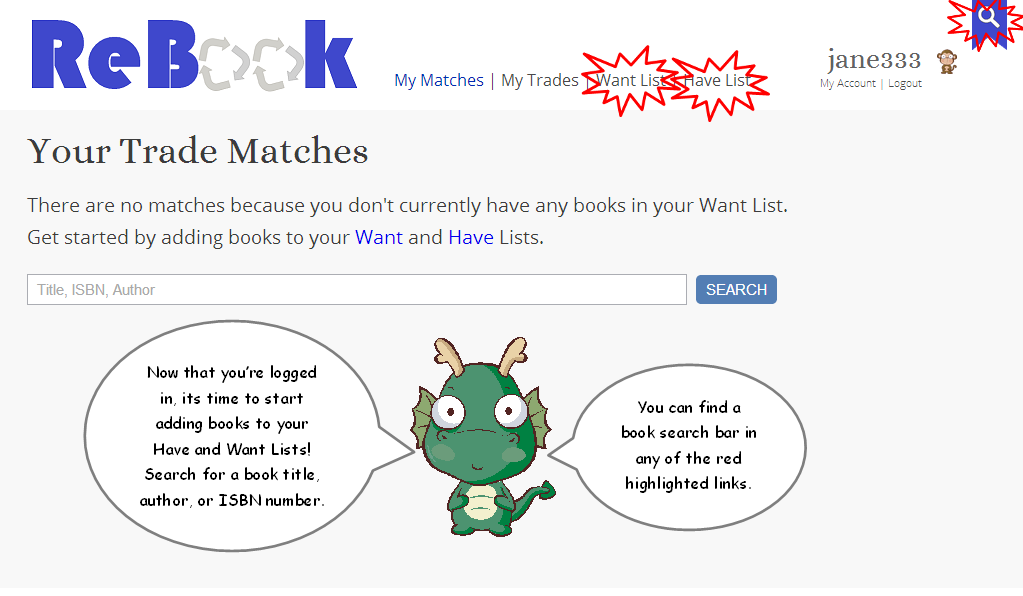 ReBook
My Matches | My Trades | Want List | Have List
jane333
My Account | Logout
Your Trade Matches
There are no matches because you don't currently have any books in your Want List.
Get started by adding books to your Want and Have Lists.
Title, ISBN, Author
SEARCH
Now that you're logged
in, its time to start
adding books to your
Have and Want Lists!
Search for a book title,
author, or ISBN number.
You can find a
book search bar in
any of the red
highlighted links.